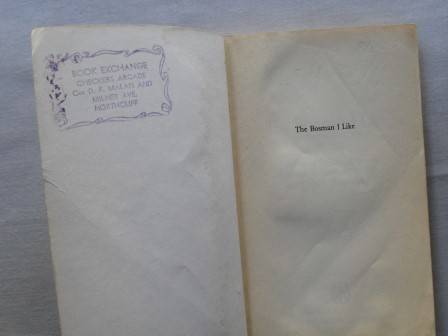 BOOK EXCHANGE
CHECKERS ARCADE
Cnr D. F. MALAN AND
MILNER AVE.
NORTHCLIFF
The Bosman I Like